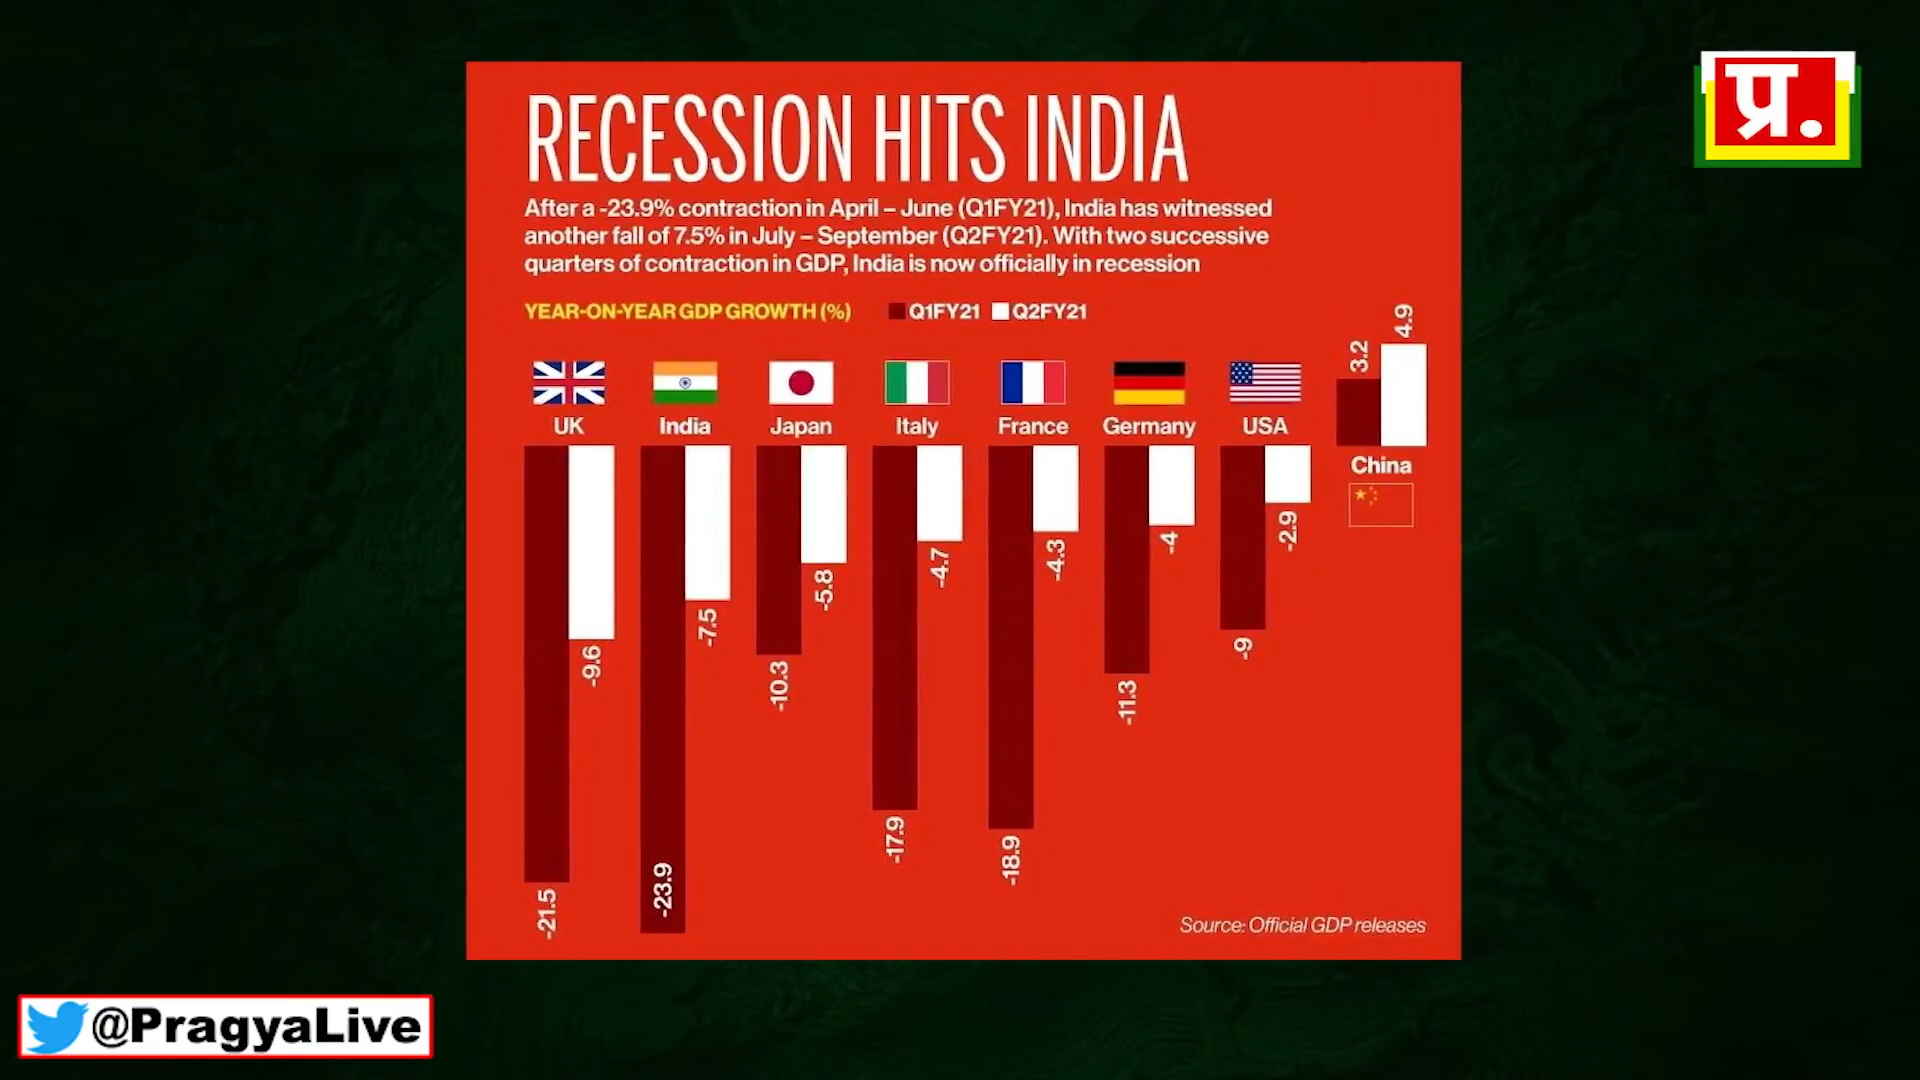 RECESSION HITS INDIA
After a -23.9% contraction in April – June (Q1FY21), India has witnessed
another fall of 7.5% in July – September (Q2FY21). With two successive
quarters of contraction in GDP, India is now officially in recession
YEAR-ON-YEAR GDP GROWTH (%) Q1FY21 Q2FY21
UK
-21.5
-9.6
India
-23.9
-7.5
Japan
-10.3
-5.8
Italy
-17.9
-4.7
France
-18.9
-4.3
Germany
-11.3
-4
USA
-9
-2.9
3.2
4.9
China
Source: Official GDP releases
प्र.
@PragyaLive